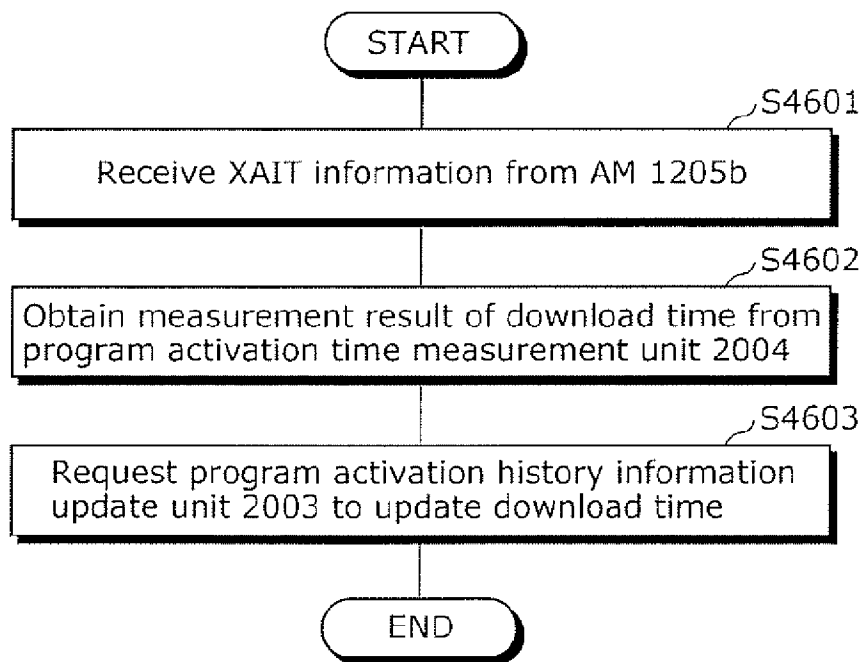 START
S4601
Receive XAIT information from AM 1205b
S4602
Obtain measurement result of download time from
program activation time measurement unit 2004
S4603
Request program activation history information
update unit 2003 to update download time
END